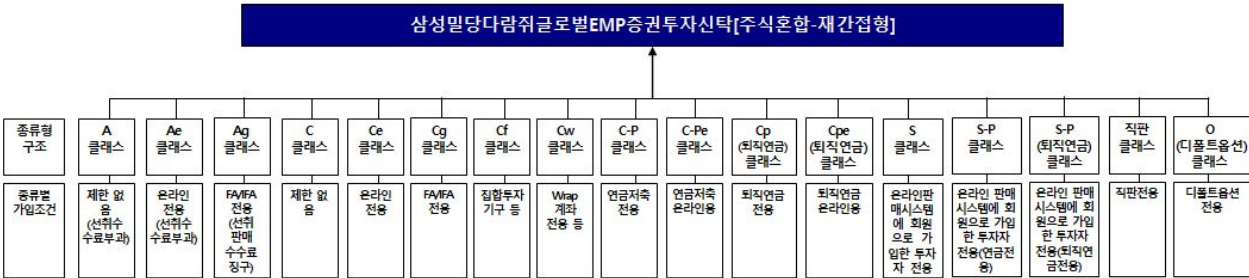 삼성밀당다람쥐글로벌EMP증권투자신탁[주식혼합-재간접형]
종류형
구조
A
클래스
Ae
클래스
Ag
클래스
C
클래스
Ce
클래스
Cg
클래스
Cf
클래스
Cw
클래스
C-P
클래스
C-Pe
클래스
Cp
(퇴직연금)
클래스
Cpe
(퇴직연금)
클래스
S
클래스
S-P
클래스
S-P
(퇴직연금)
클래스
직판
클래스
O
(디폴트옵션)
클래스
종류별
가입조건
제한 없
음
(선취수
수료부과)
온라인
전용
(선취수
수료부과)
FA/IFA
전용
(선취
판매
수수료
징구)
제한 없
음
온라인
전용
FA/IFA
전용
집합투자
기구 등
Wrap
계좌
전용 등
연금저축
전용
연금저축
온라인용
퇴직연금
전용
퇴직연금
온라인용
온라인판
매시스템
에 회원
으로 가
입한 투자
자 전용
온라인 판매
시스템에 회
원으로 가입
한 투자자
전용(연금전
용)
온라인 판매
시스템에 회
원으로 가입
한 투자자
전용(퇴직연
금전용)
직판전용
디폴트옵션
전용